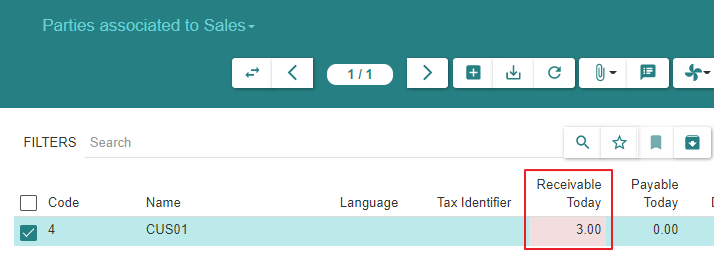 Parties associated to Sales
1 / 1
FILTERS Search
Code Name Language Tax Identifier Receivable Today Payable Today
4 CUS01 3.00 0.00